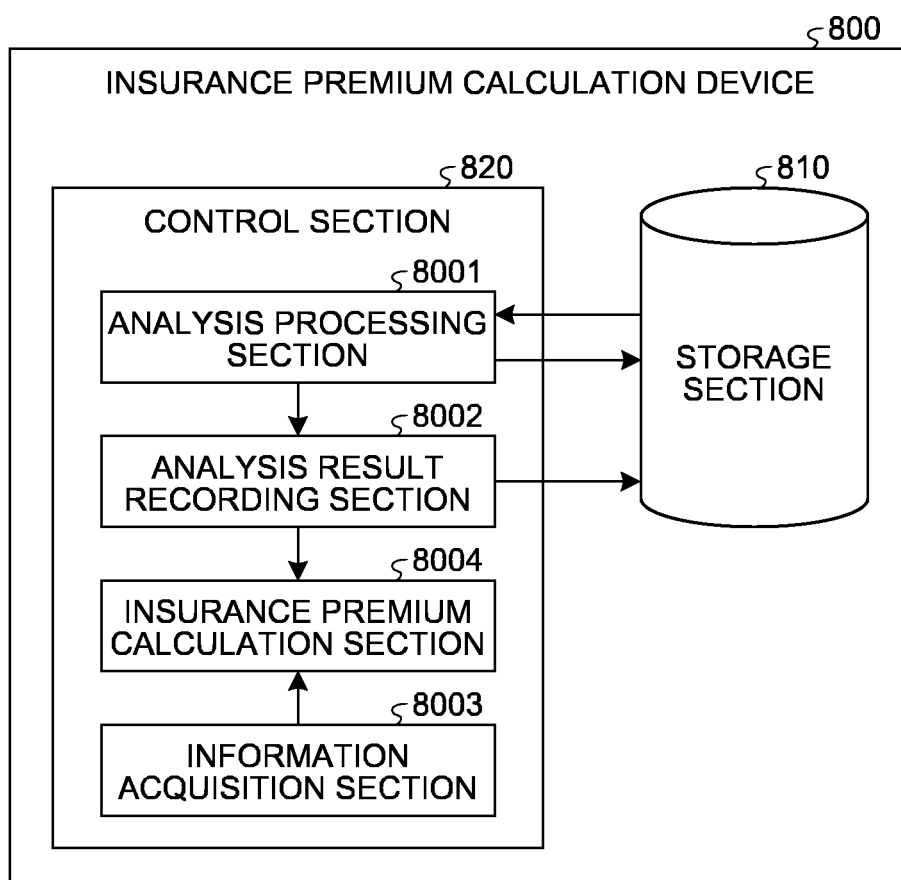 800
INSURANCE PREMIUM CALCULATION DEVICE
820
810
CONTROL SECTION
8001
ANALYSIS PROCESSING
SECTION
STORAGE
SECTION
8002
ANALYSIS RESULT
RECORDING SECTION
8004
INSURANCE PREMIUM
CALCULATION SECTION
8003
INFORMATION
ACQUISITION SECTION